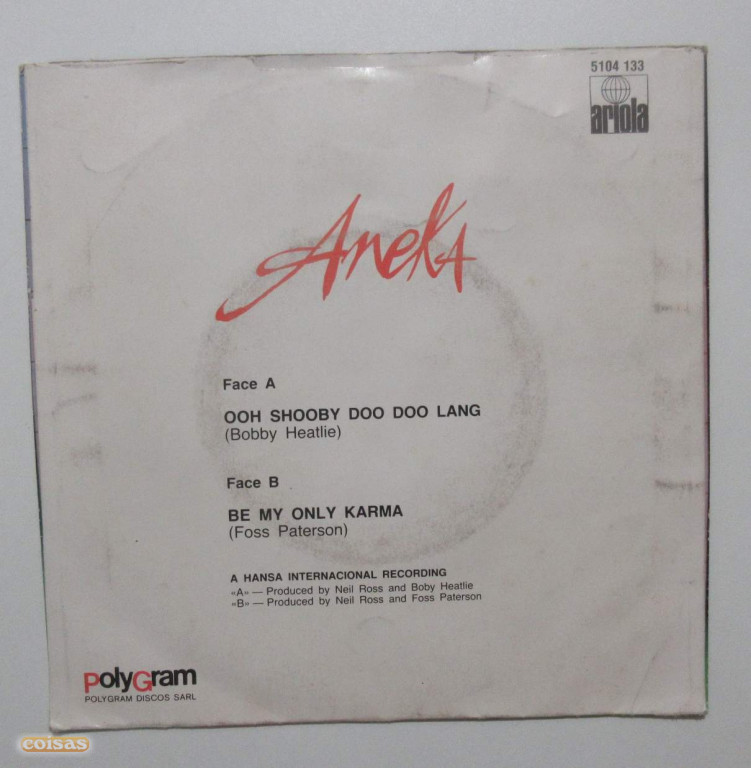 5104 133
ariola
Aneka
Face A
OOH SHOOBY DOO DOO LANG
(Bobby Heatlie)
Face B
BE MY ONLY KARMA
(Foss Paterson)
A HANSA INTERNACIONAL RECORDING
«A» — Produced by Neil Ross and Boby Heatlie
«B» — Produced by Neil Ross and Foss Paterson
PolyGram
POLYGRAM DISCOS SARL
coisas